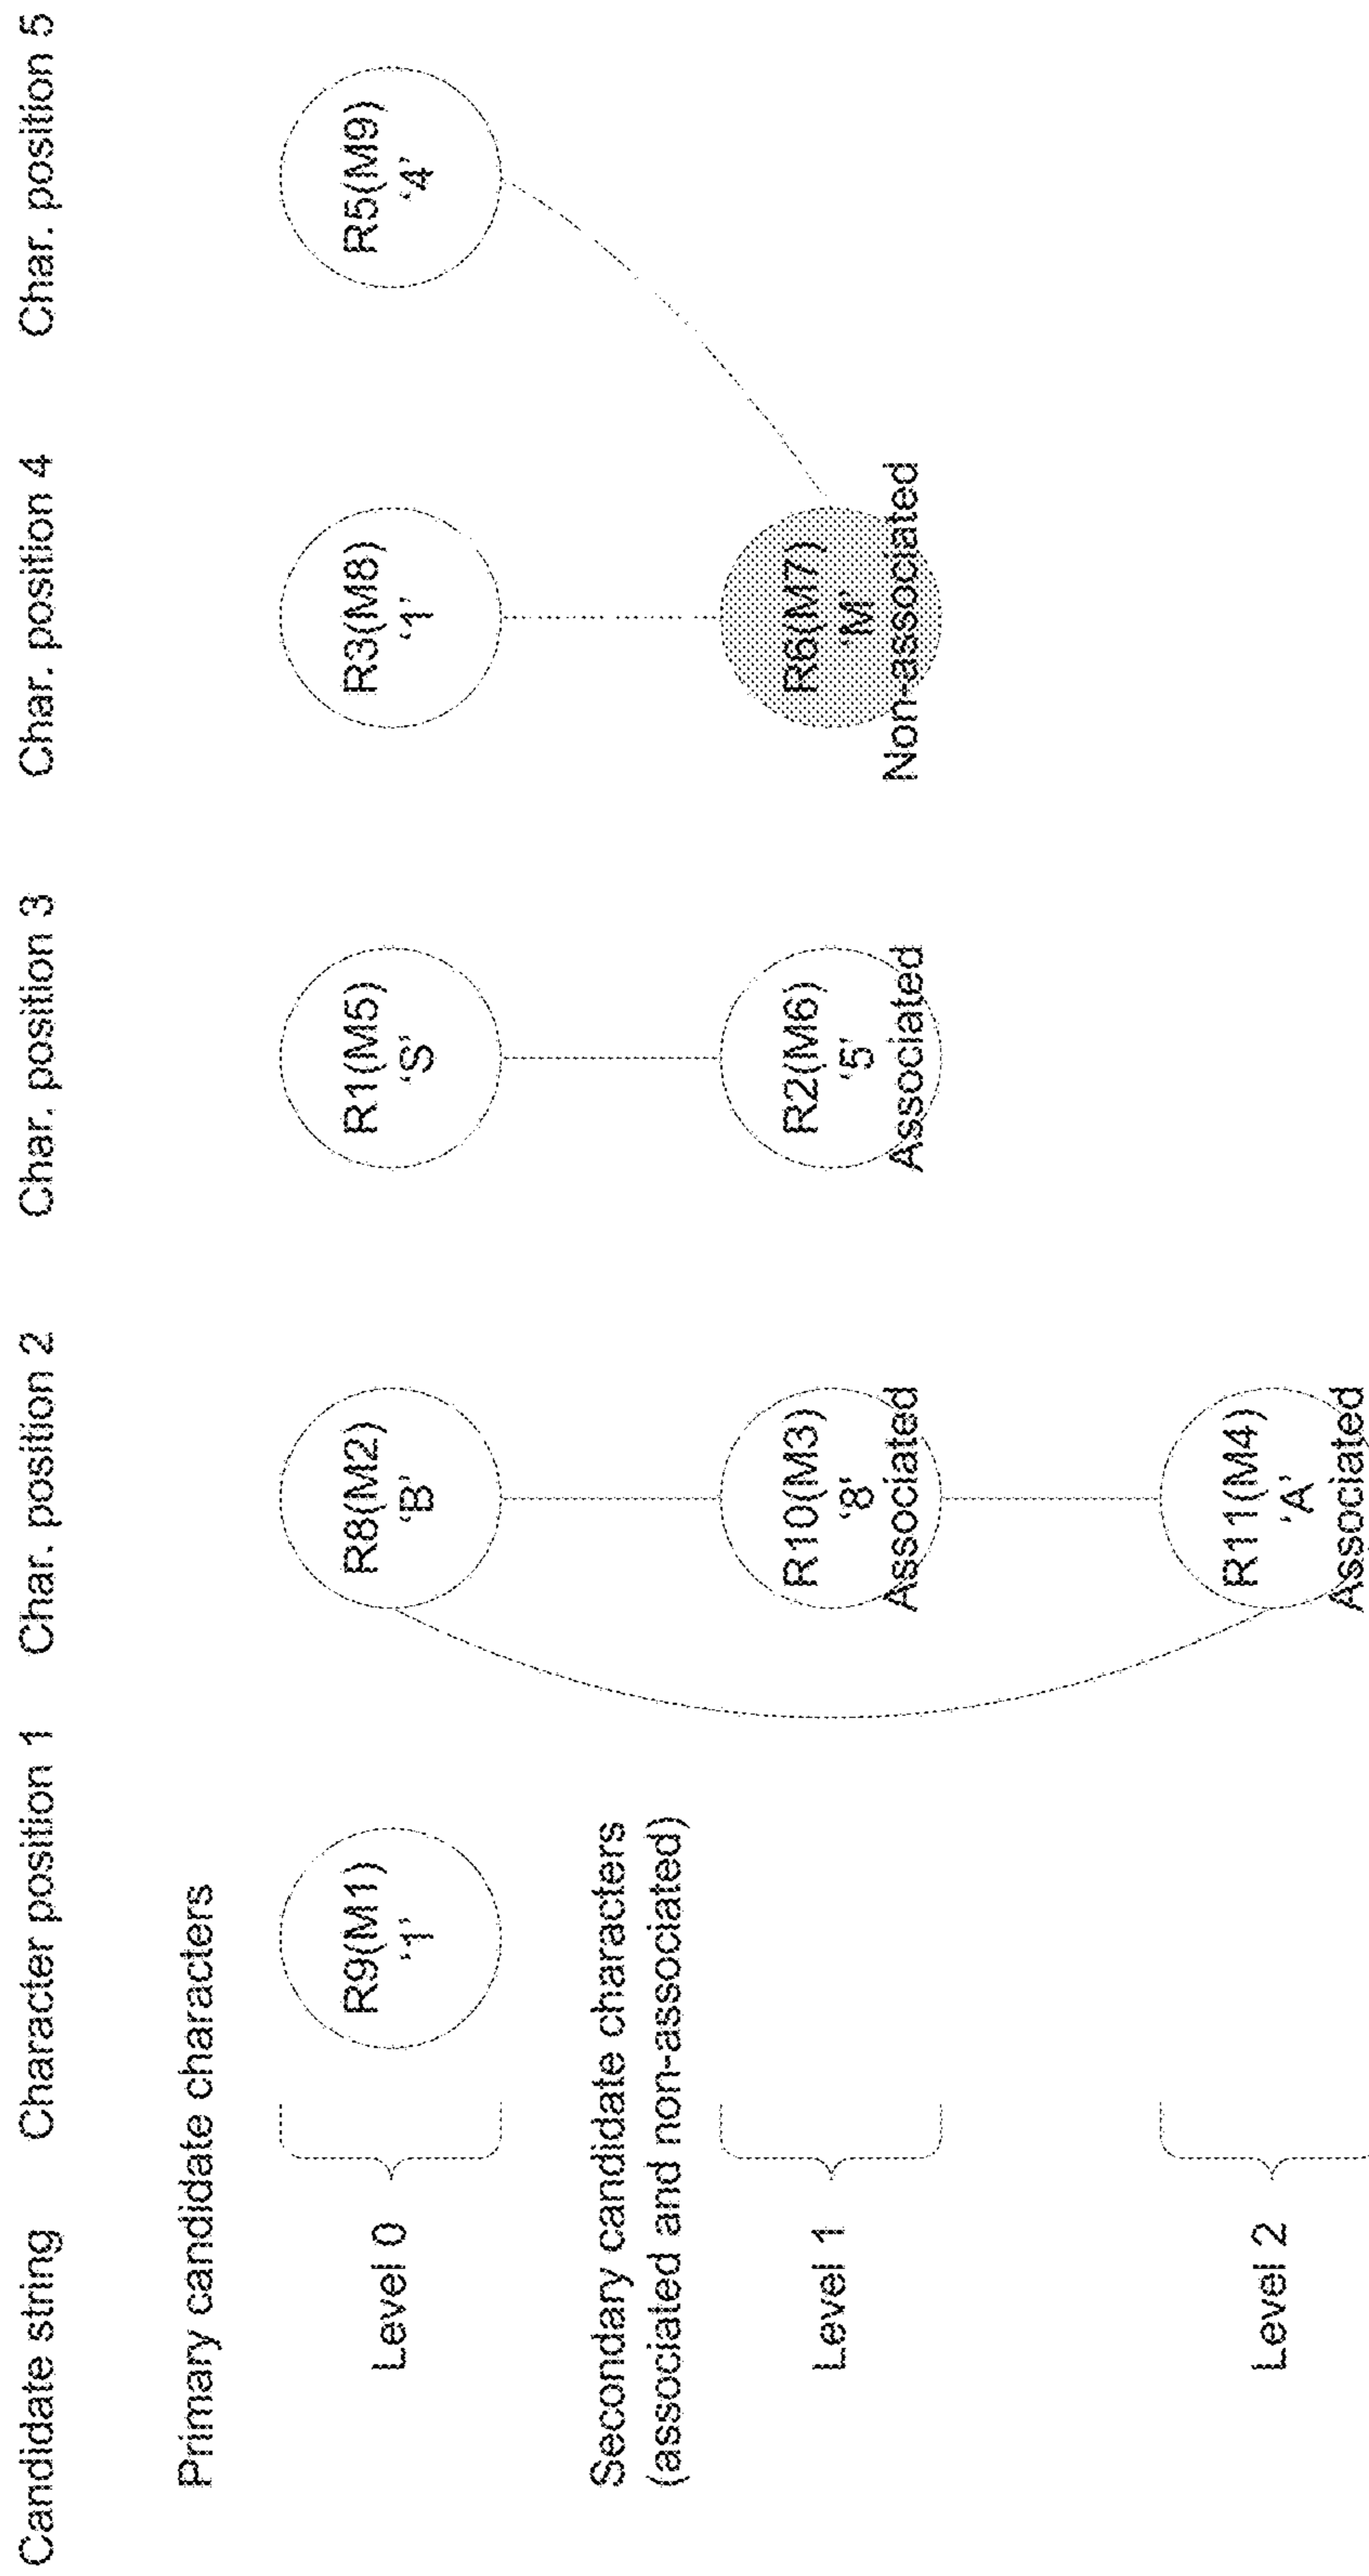 Candidate string
Character position 1
Char. position 2
Char. position 3
Char. position 4
Char. position 5
Primary candidate characters
Level 0
R9(M1)
'1'
R8(M2)
'B'
R1(M5)
'S'
R3(M8)
'1'
R5(M9)
'4'
Secondary candidate characters
(associated and non-associated)
Level 1
R10(M3)
'8'
Associated
R2(M6)
'5'
Associated
R6(M7)
'M'
Non-associated
Level 2
R11(M4)
'A'
Associated